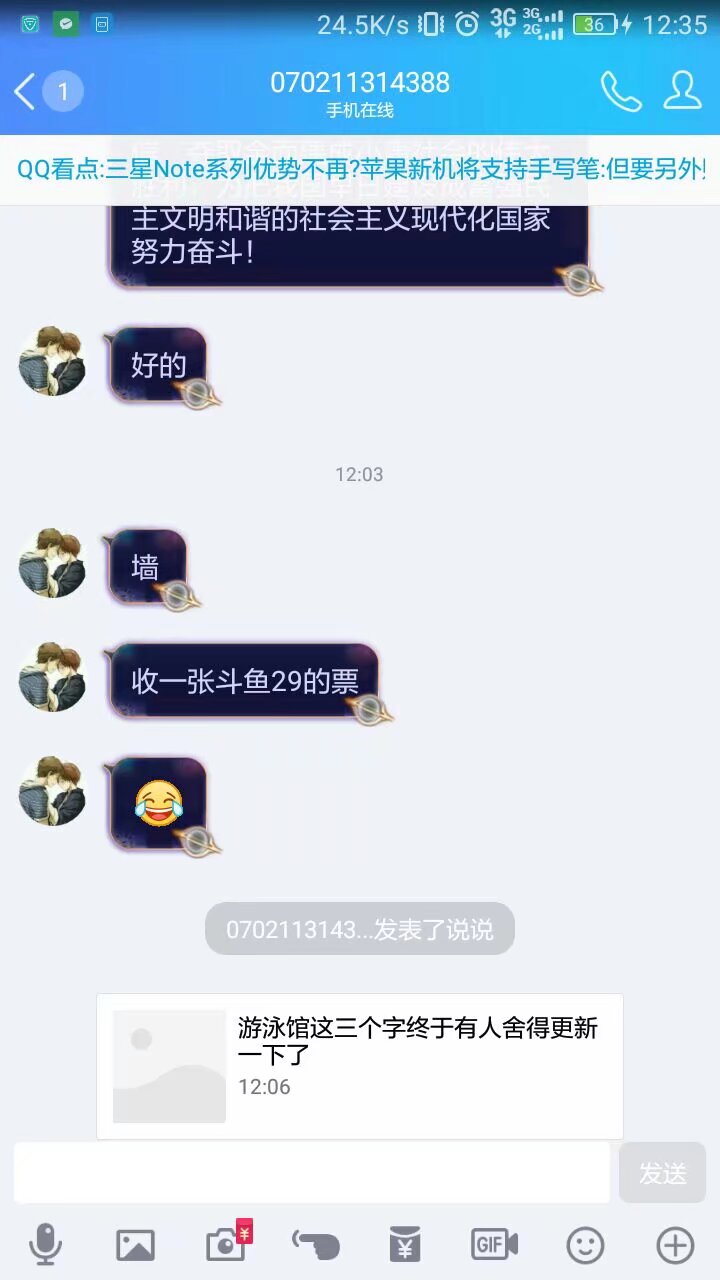 24.5K/s 3G 3G 2G 36 12:35
1
070211314388
手机在线
QQ看点:三星Note系列优势不再?苹果新机将支持手写笔:但要另外
主文明和谐的社会主义现代化国家
努力奋斗!
好的
12:03
墙
收一张斗鱼29的票
0702113143...发表了说说
游泳馆这三个字终于有人舍得更新
一下了
12:06
发送
¥
¥
GIF